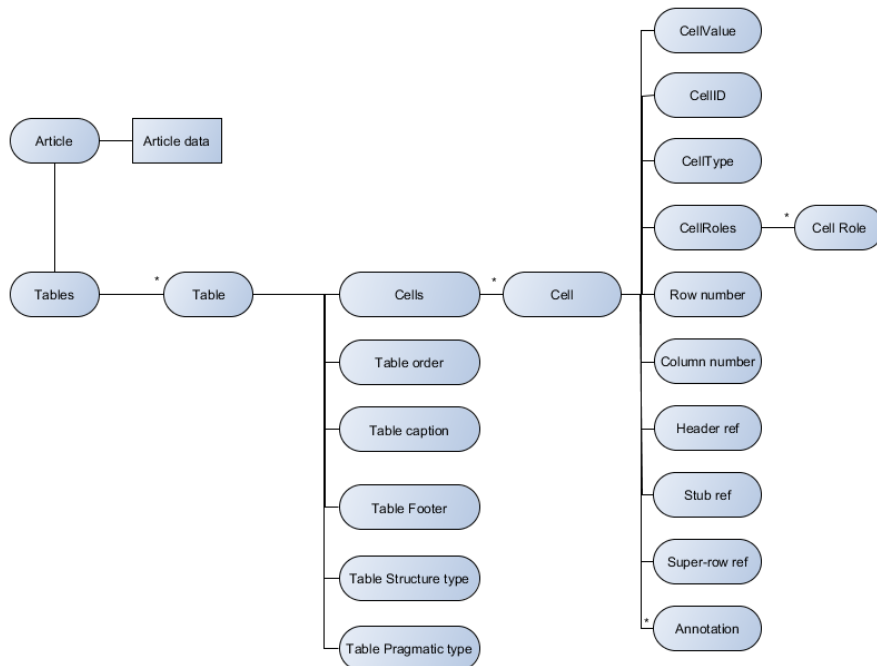 CellValue
CellID
Article
Article data
CellType
CellRoles
*
Cell Role
Tables
*
Table
Cells
*
Cell
Row number
Table order
Column number
Table caption
Header ref
Table Footer
Stub ref
Table Structure type
Super-row ref
Table Pragmatic type
*
Annotation